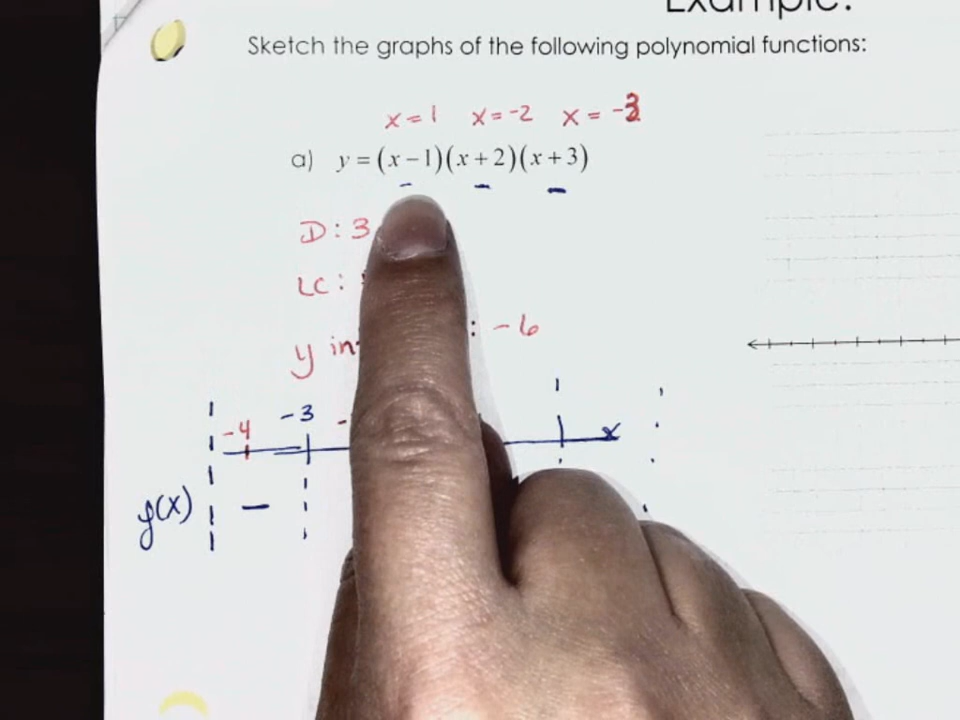 Example:
Sketch the graphs of the following polynomial functions:
x=1 x=-2 x=-3
a) y = (x-1)(x+2)(x+3)
D: 3
LC:
y in : -6
-4 -3 - x
f(x) -